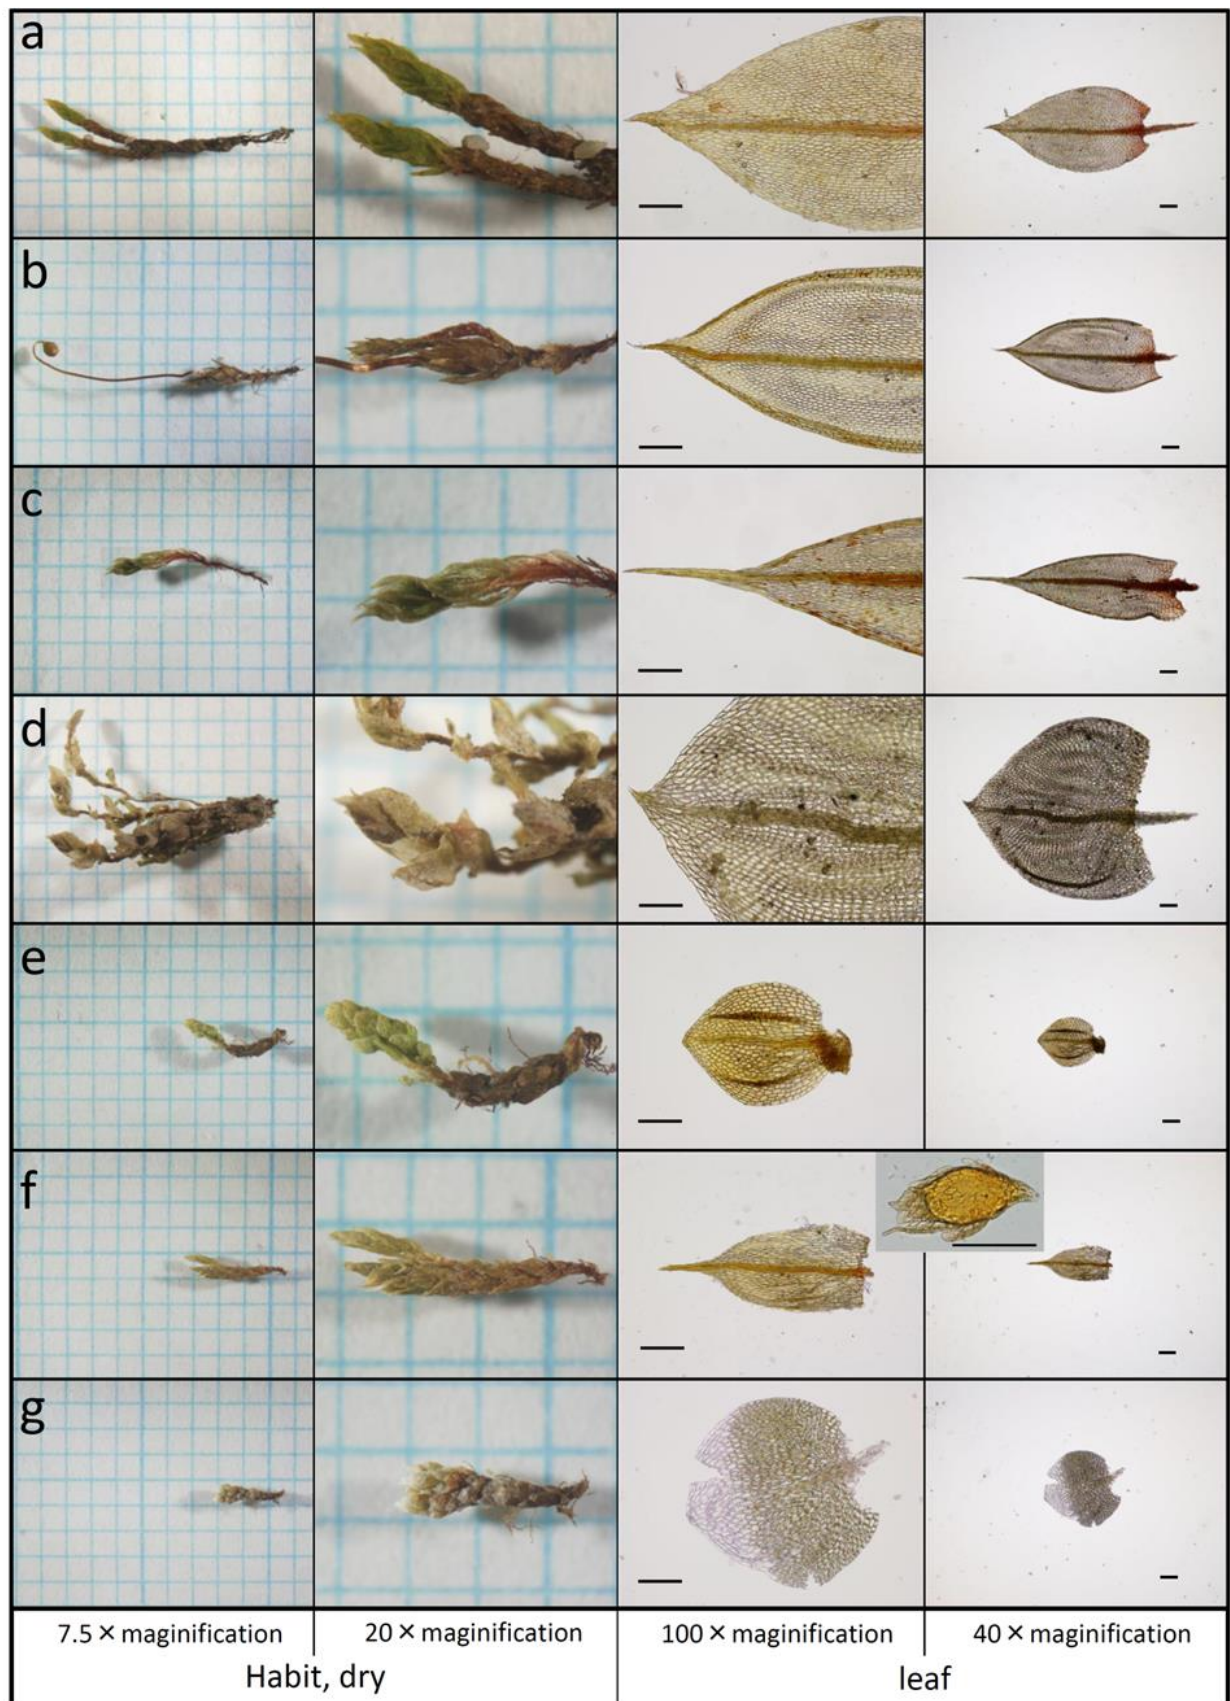 a
b
c
d
e
f
g
7.5 × maginification
20 × maginification
100 × maginification
40 × maginification
Habit, dry
leaf